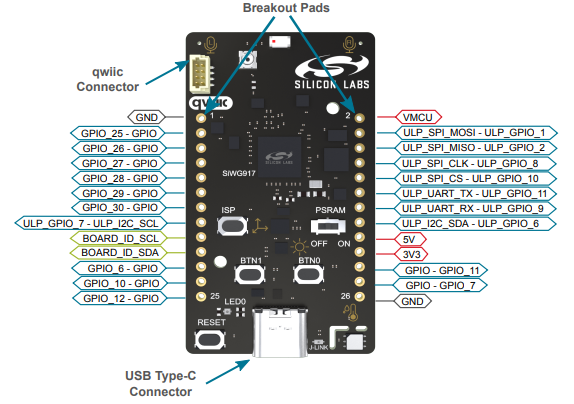 Breakout Pads
qwiic
Connector
SILICON LABS
qwiic
1
2
GND
VMCU
GPIO_25 - GPIO
ULP_SPI_MOSI - ULP_GPIO_1
GPIO_26 - GPIO
ULP_SPI_MISO - ULP_GPIO_2
GPIO_27 - GPIO
ULP_SPI_CLK - ULP_GPIO_8
SILICON LABS
SiWG917
GPIO_28 - GPIO
ULP_SPI_CS - ULP_GPIO_10
GPIO_29 - GPIO
ULP_UART_TX - ULP_GPIO_11
GPIO_30 - GPIO
ULP_UART_RX - ULP_GPIO_9
ISP
PSRAM
ULP_GPIO_7 - ULP_I2C_SCL
ULP_I2C_SDA - ULP_GPIO_6
OFF ON
BOARD_ID_SCL
5V
BOARD_ID_SDA
3V3
BTN1
BTN0
GPIO_6 - GPIO
GPIO - GPIO_11
GPIO_10 - GPIO
GPIO - GPIO_7
GPIO_12 - GPIO
GND
25
26
LED0
RESET
J-LINK
USB Type-C
Connector